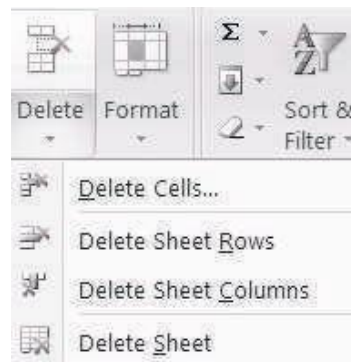 Σ
A
Z
Delete Format Sort &
Filter
Delete Cells...
Delete Sheet Rows
Delete Sheet Columns
Delete Sheet